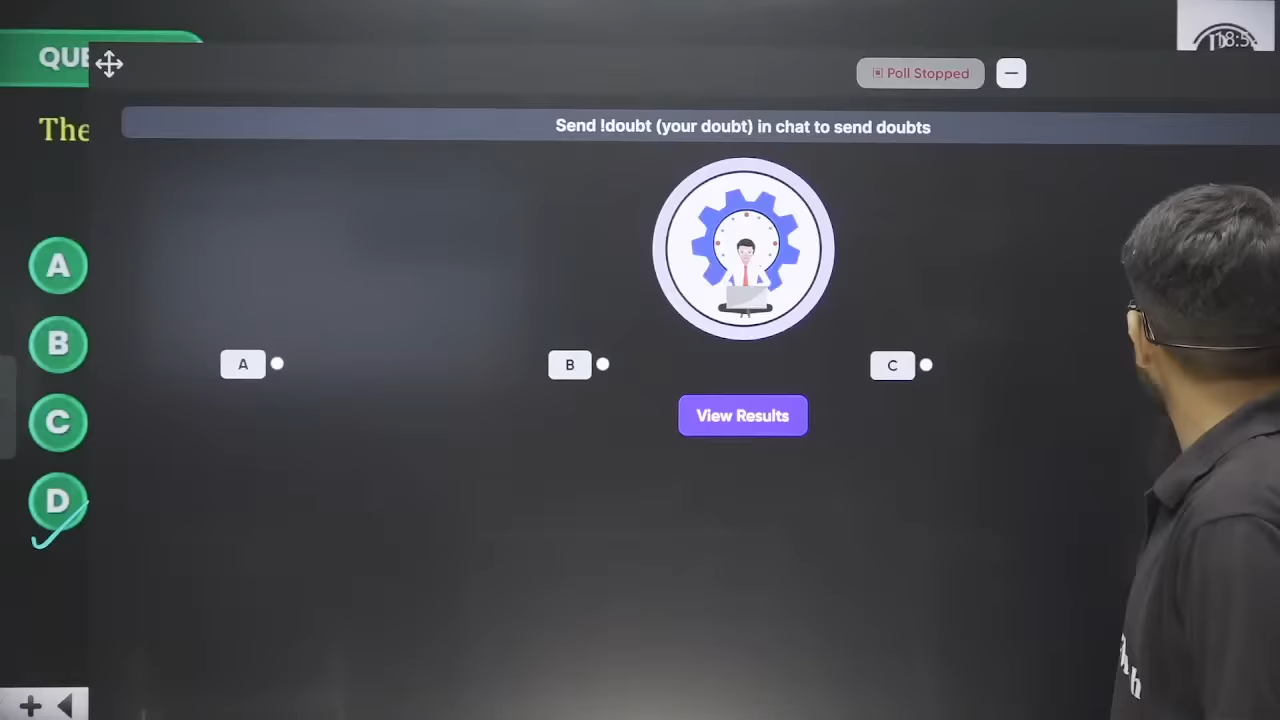 QUE
Poll Stopped
Send !doubt (your doubt) in chat to send doubts
The
A
B
C
D
A
B
C
View Results